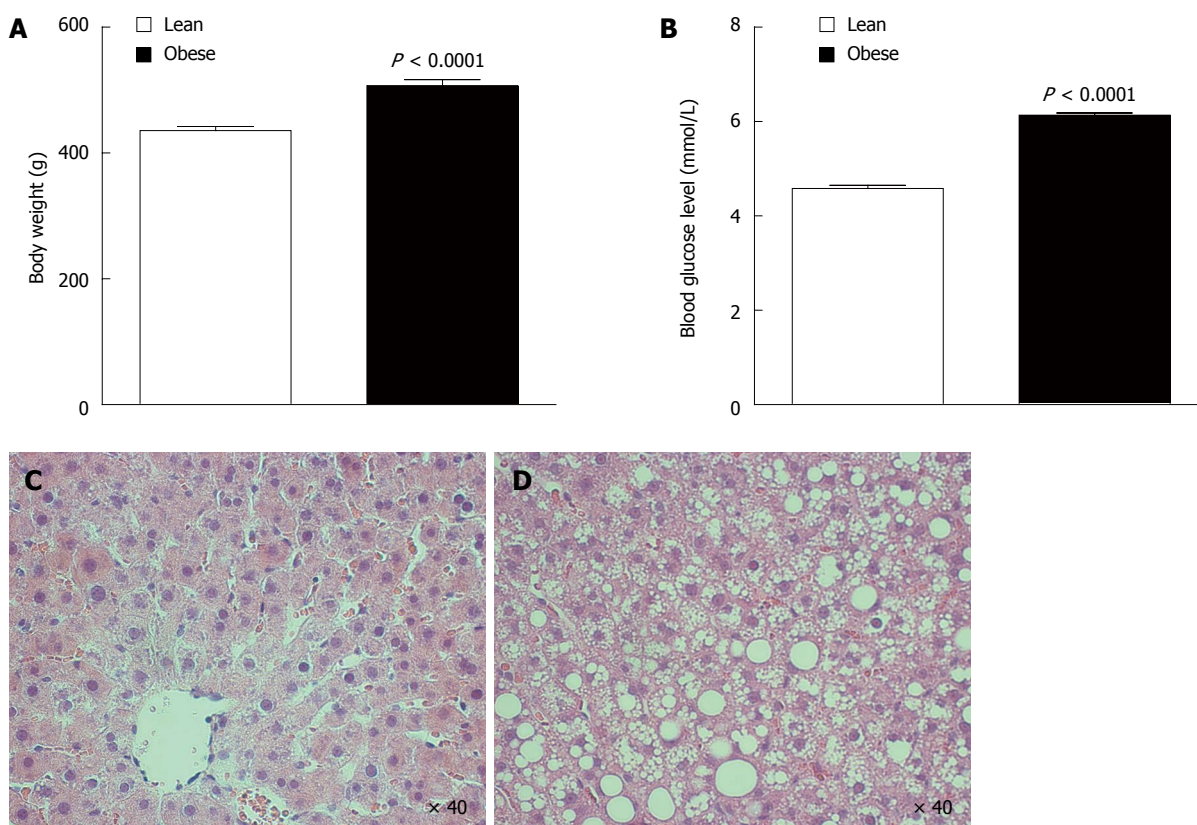 A
600
400
200
0
Body weight (g)
Lean
Obese
P < 0.0001
B
8
6
4
2
0
Blood glucose level (mmol/L)
Lean
Obese
P < 0.0001
C
× 40
D
× 40